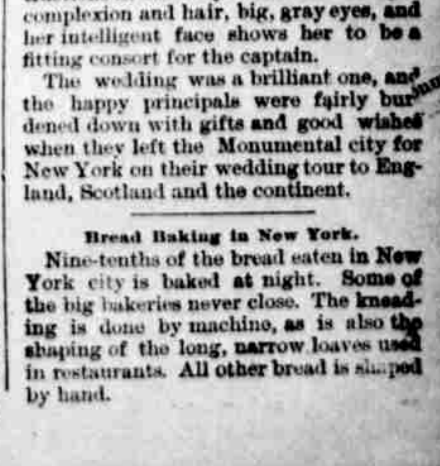 complexion and hair, big, gray eyes, and
her intelligent face shows her to be a
fitting consort for the captain.
The wedding was a brilliant one, and
the happy principals were fairly bur-
dened down with gifts and good wishes
when they left the Monumental city for
New York on their wedding tour to Eng-
land, Scotland and the continent.
Bread Baking in New York.
Nine-tenths of the bread eaten in New
York city is baked at night. Some of
the big bakeries never close. The knead-
ing is done by machine, as is also the
shaping of the long, narrow loaves used
in restaurants. All other bread is shaped
by hand.